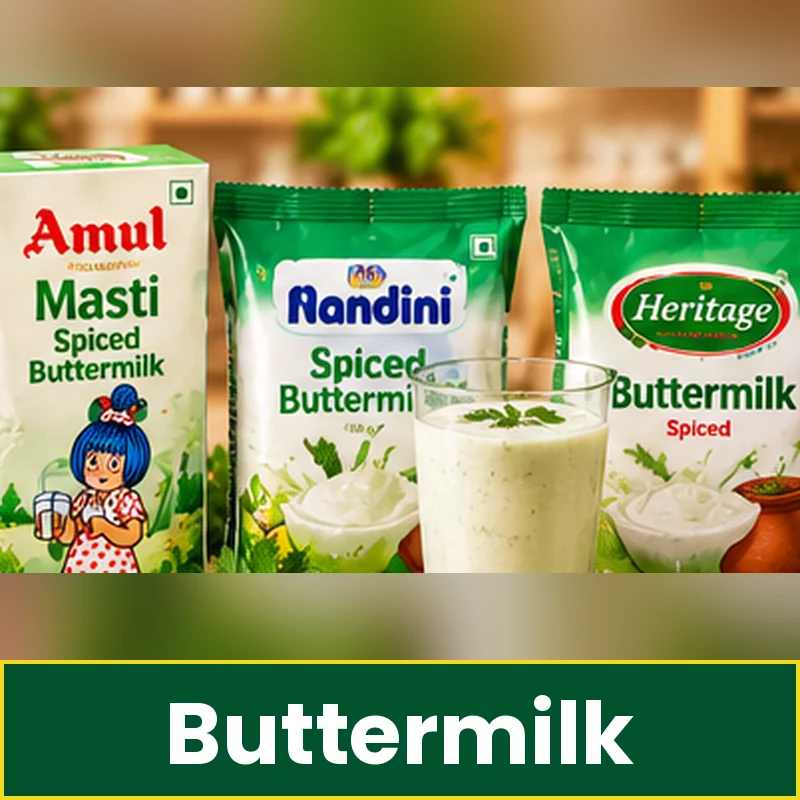 Amul
Masti
Spiced
Buttermilk
Nandini
Spiced
Buttermi
Heritage
Buttermilk
Spiced
Buttermilk